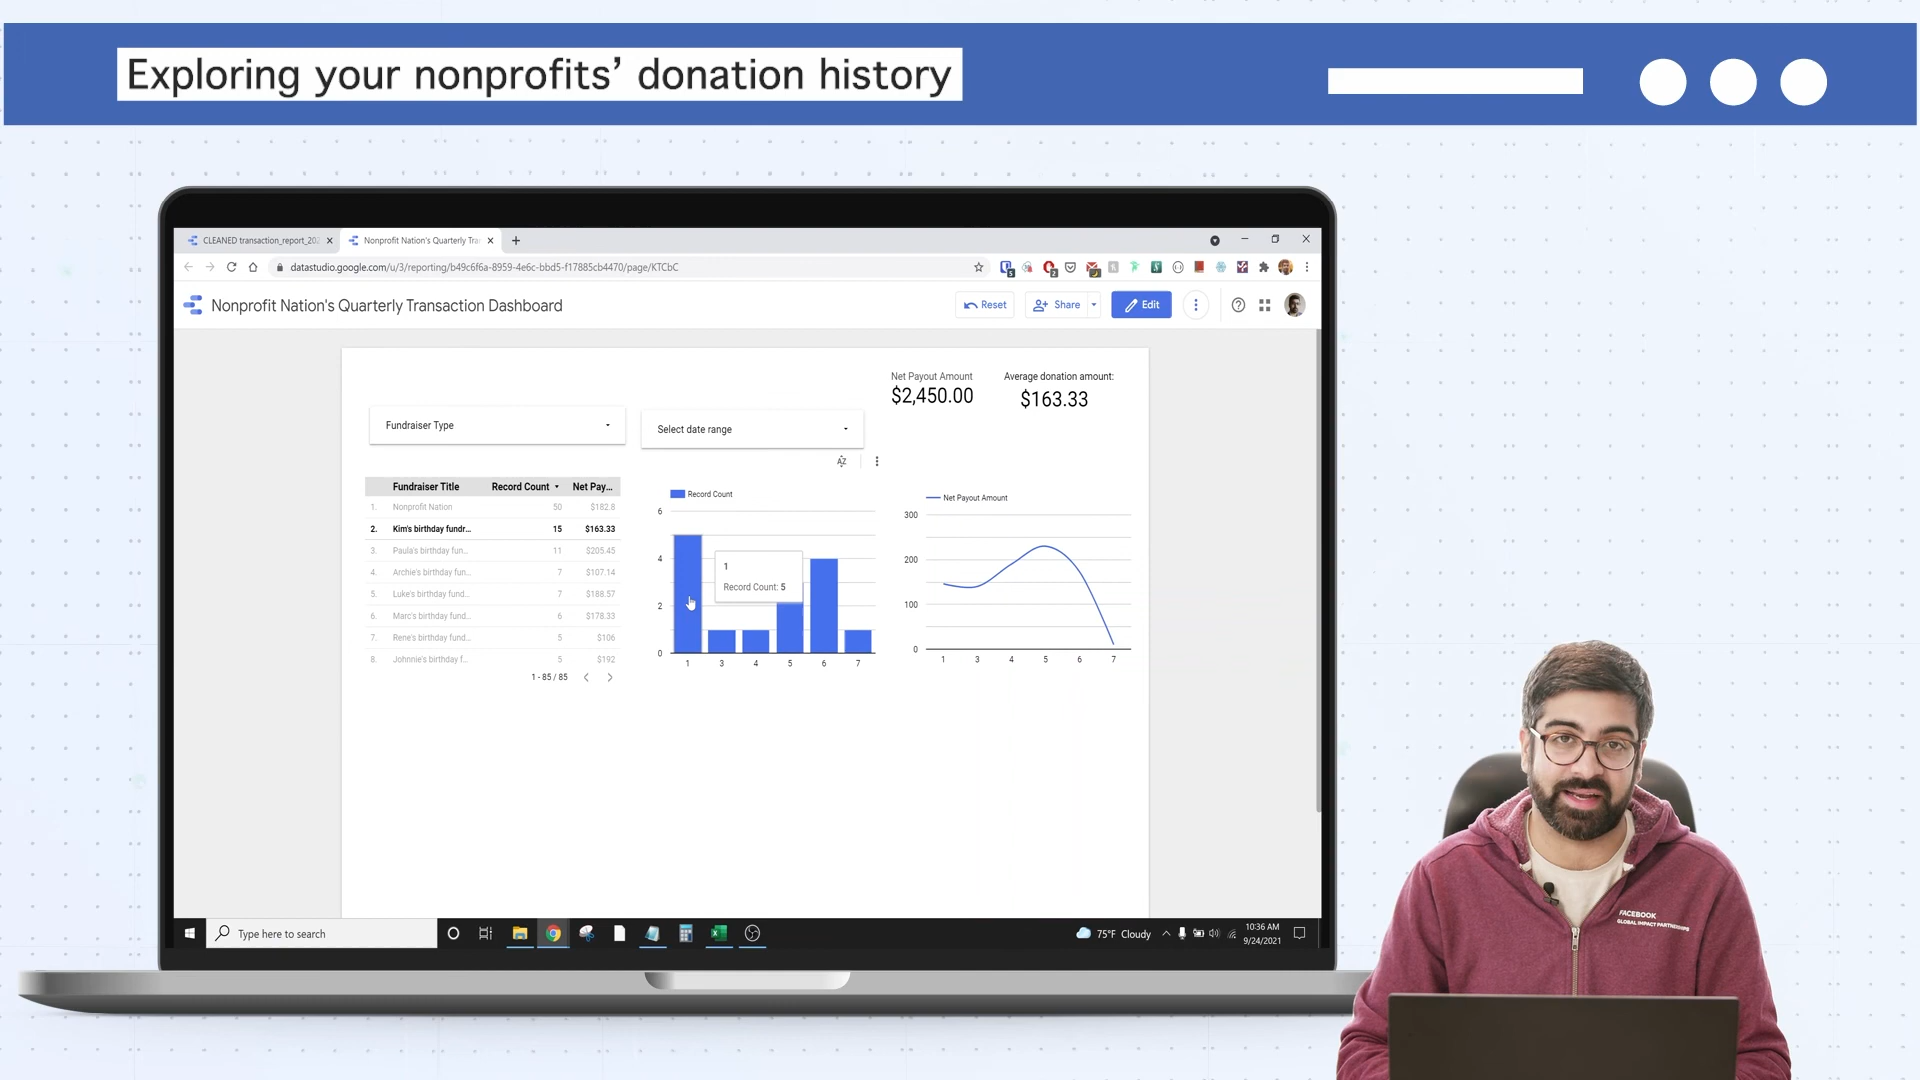 Exploring your nonprofits’ donation history
CLEANED transaction_report_202
Nonprofit Nation's Quarterly Tra
datastudio.google.com/u/3/reporting/b49c6f6a-8959-4e6c-bbd5-f17885cb4470/page/KTCbC
Nonprofit Nation's Quarterly Transaction Dashboard
Reset
Share
Edit
Net Payout Amount
$2,450.00
Average donation amount:
$163.33
Fundraiser Type
Select date range
Fundraiser Title Record Count Net Pay...
1. Nonprofit Nation 50 $182.8
2. Kim's birthday fundr... 15 $163.33
3. Paula's birthday fun... 11 $205.45
4. Archie's birthday fun... 7 $107.14
5. Luke's birthday fund... 7 $188.57
6. Marc's birthday fund... 6 $178.33
7. Rene's birthday fund... 5 $106
8. Johnnie's birthday f... 5 $192
1 - 85 / 85
Record Count
6
4
2
0
1 3 4 5 6 7
1
Record Count: 5
Net Payout Amount
300
200
100
0
1 3 4 5 6 7
Type here to search
75°F Cloudy
10:36 AM
9/24/2021
FACEBOOK
GLOBAL IMPACT PARTNERSHIPS